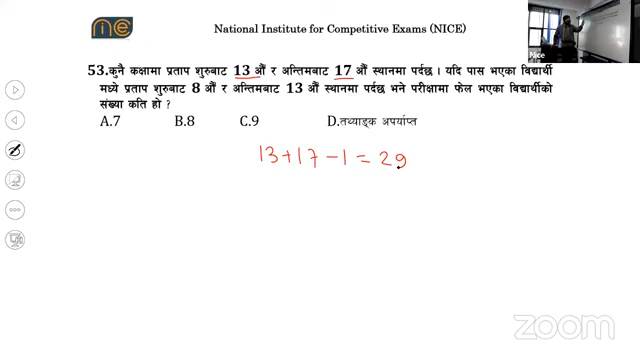 nie
National Institute for Competitive Exams (NICE)
Nice
53.कुनै कक्षामा प्रताप शुरुबाट 13 औं र अन्तिमबाट 17 औं स्थानमा पर्दछ । यदि पास भएका विद्यार्थी
मध्ये प्रताप शुरुबाट 8 औं र अन्तिमबाट 13 औं स्थानमा पर्दछ भने परीक्षामा फेल भएका विद्यार्थीको
संख्या कति हो ?
A.7 B.8 C.9 D.तथ्याङ्क अपर्याप्त
13+17-1=29
zoom